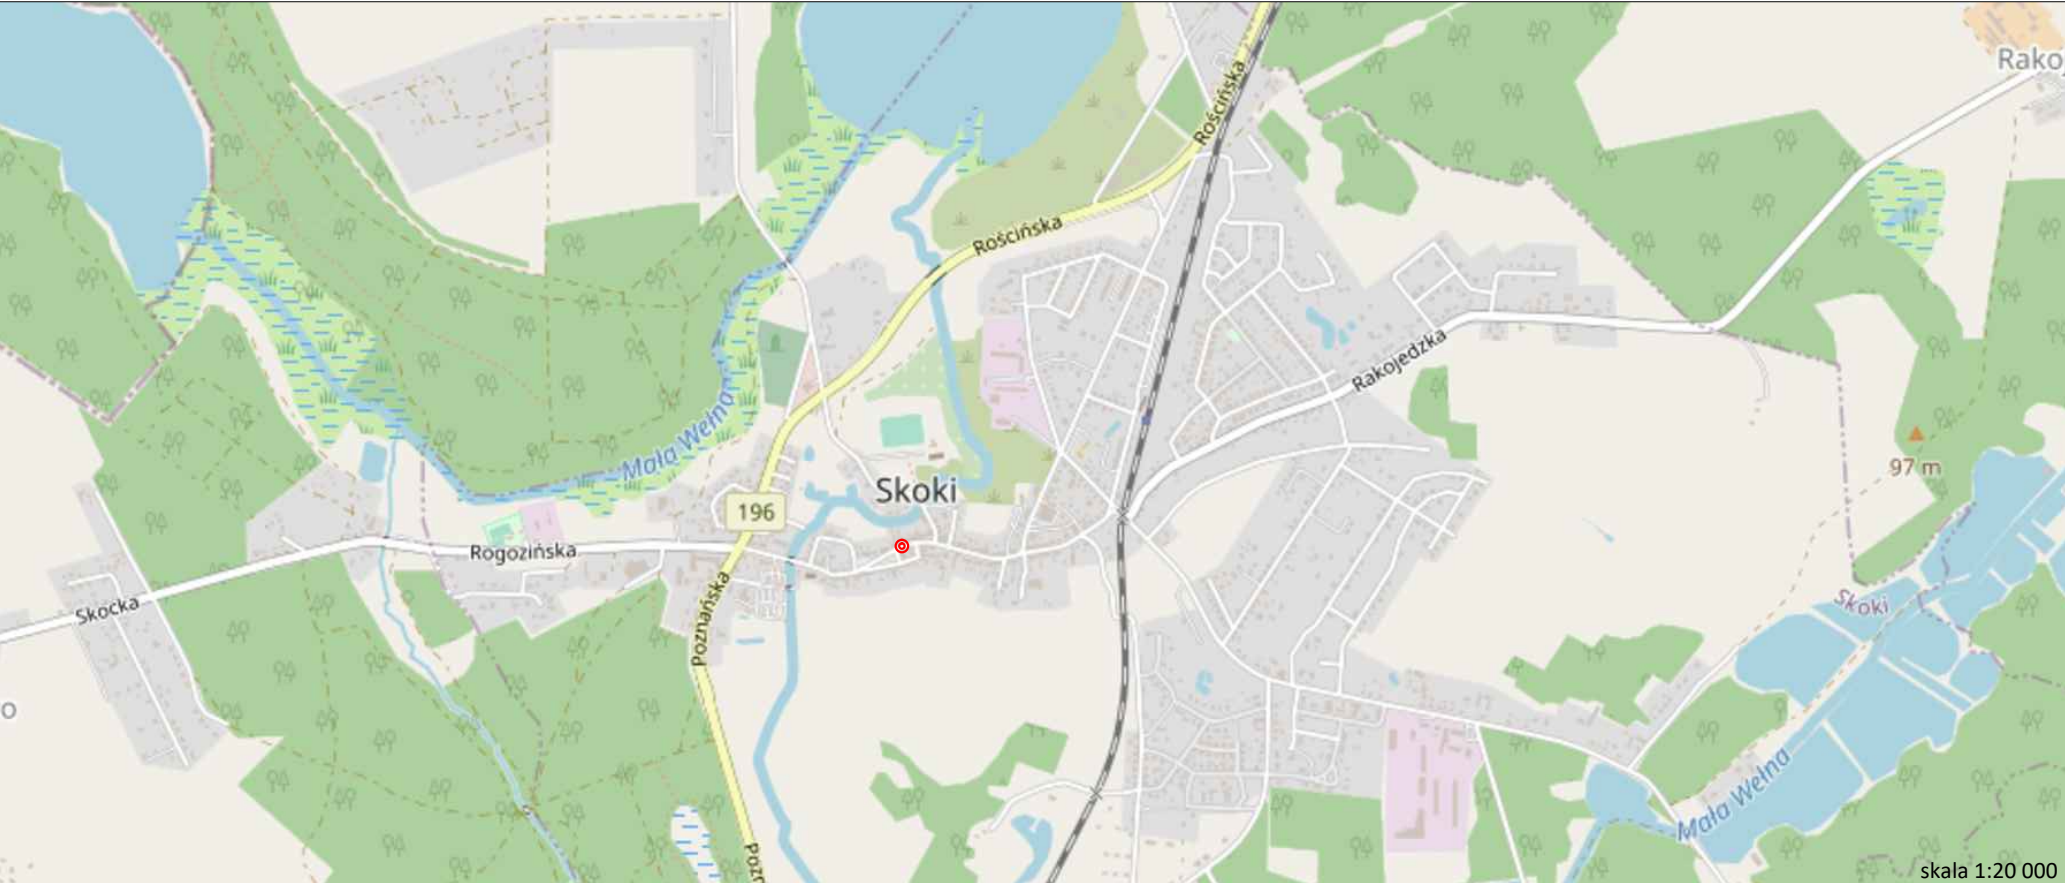 Rako
Rościńska
Rościńska
Rakojedzka
Mała Wełna
97 m
Skoki
196
Rogozińska
Skocka
Poznańska
Skoki
o
Mała Wełna
Pozn
skala 1:20 000